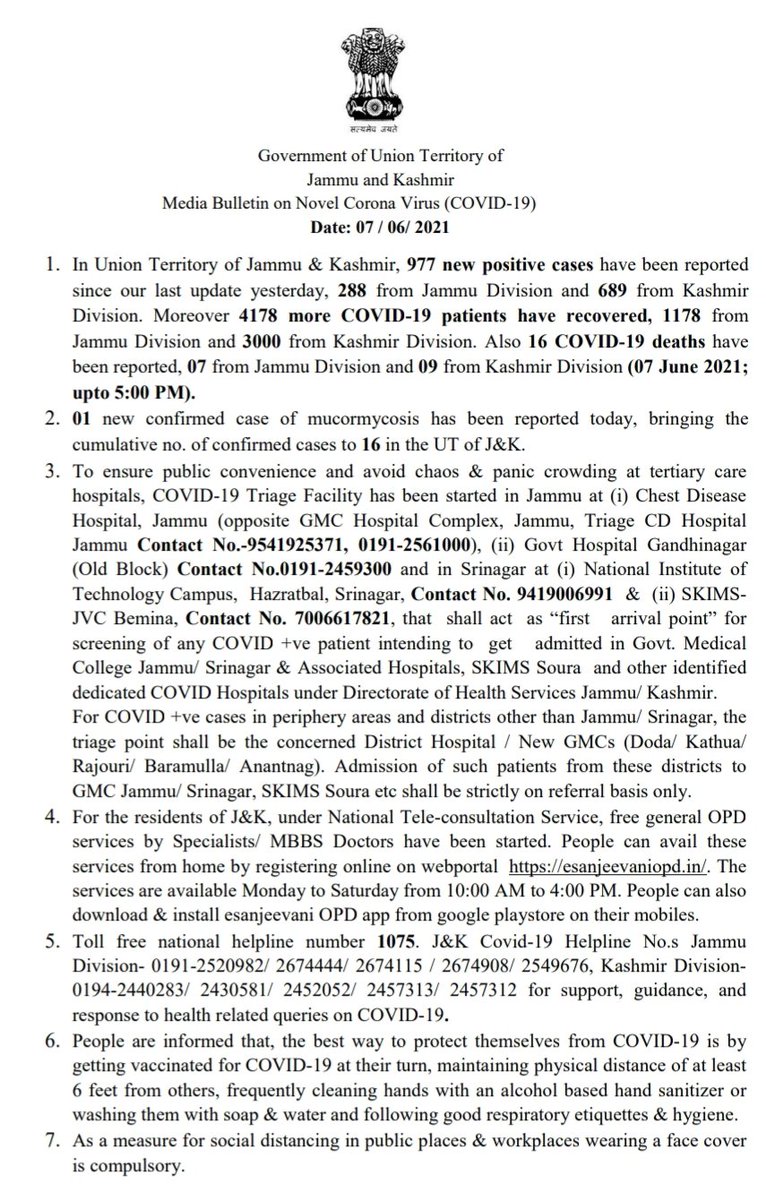 सत्यमेव जयते
Government of Union Territory of
Jammu and Kashmir
Media Bulletin on Novel Corona Virus (COVID-19)
Date: 07 / 06/ 2021
1. In Union Territory of Jammu & Kashmir, 977 new positive cases have been reported
since our last update yesterday, 288 from Jammu Division and 689 from Kashmir
Division. Moreover 4178 more COVID-19 patients have recovered, 1178 from
Jammu Division and 3000 from Kashmir Division. Also 16 COVID-19 deaths have
been reported, 07 from Jammu Division and 09 from Kashmir Division (07 June 2021;
upto 5:00 PM).
2. 01 new confirmed case of mucormycosis has been reported today, bringing the
cumulative no. of confirmed cases to 16 in the UT of J&K.
3. To ensure public convenience and avoid chaos & panic crowding at tertiary care
hospitals, COVID-19 Triage Facility has been started in Jammu at (i) Chest Disease
Hospital, Jammu (opposite GMC Hospital Complex, Jammu, Triage CD Hospital
Jammu Contact No.-9541925371, 0191-2561000), (ii) Govt Hospital Gandhinagar
(Old Block) Contact No.0191-2459300 and in Srinagar at (i) National Institute of
Technology Campus, Hazratbal, Srinagar, Contact No. 9419006991 & (ii) SKIMS-
JVC Bemina, Contact No. 7006617821, that shall act as “first arrival point” for
screening of any COVID +ve patient intending to get admitted in Govt. Medical
College Jammu/ Srinagar & Associated Hospitals, SKIMS Soura and other identified
dedicated COVID Hospitals under Directorate of Health Services Jammu/ Kashmir.
For COVID +ve cases in periphery areas and districts other than Jammu/ Srinagar, the
triage point shall be the concerned District Hospital / New GMCs (Doda/ Kathua/
Rajouri/ Baramulla/ Anantnag). Admission of such patients from these districts to
GMC Jammu/ Srinagar, SKIMS Soura etc shall be strictly on referral basis only.
4. For the residents of J&K, under National Tele-consultation Service, free general OPD
services by Specialists/ MBBS Doctors have been started. People can avail these
services from home by registering online on webportal https://esanjeevaniopd.in/. The
services are available Monday to Saturday from 10:00 AM to 4:00 PM. People can also
download & install esanjeevani OPD app from google playstore on their mobiles.
5. Toll free national helpline number 1075. J&K Covid-19 Helpline No.s Jammu
Division- 0191-2520982/ 2674444/ 2674115 / 2674908/ 2549676, Kashmir Division-
0194-2440283/ 2430581/ 2452052/ 2457313/ 2457312 for support, guidance, and
response to health related queries on COVID-19.
6. People are informed that, the best way to protect themselves from COVID-19 is by
getting vaccinated for COVID-19 at their turn, maintaining physical distance of at least
6 feet from others, frequently cleaning hands with an alcohol based hand sanitizer or
washing them with soap & water and following good respiratory etiquettes & hygiene.
7. As a measure for social distancing in public places & workplaces wearing a face cover
is compulsory.